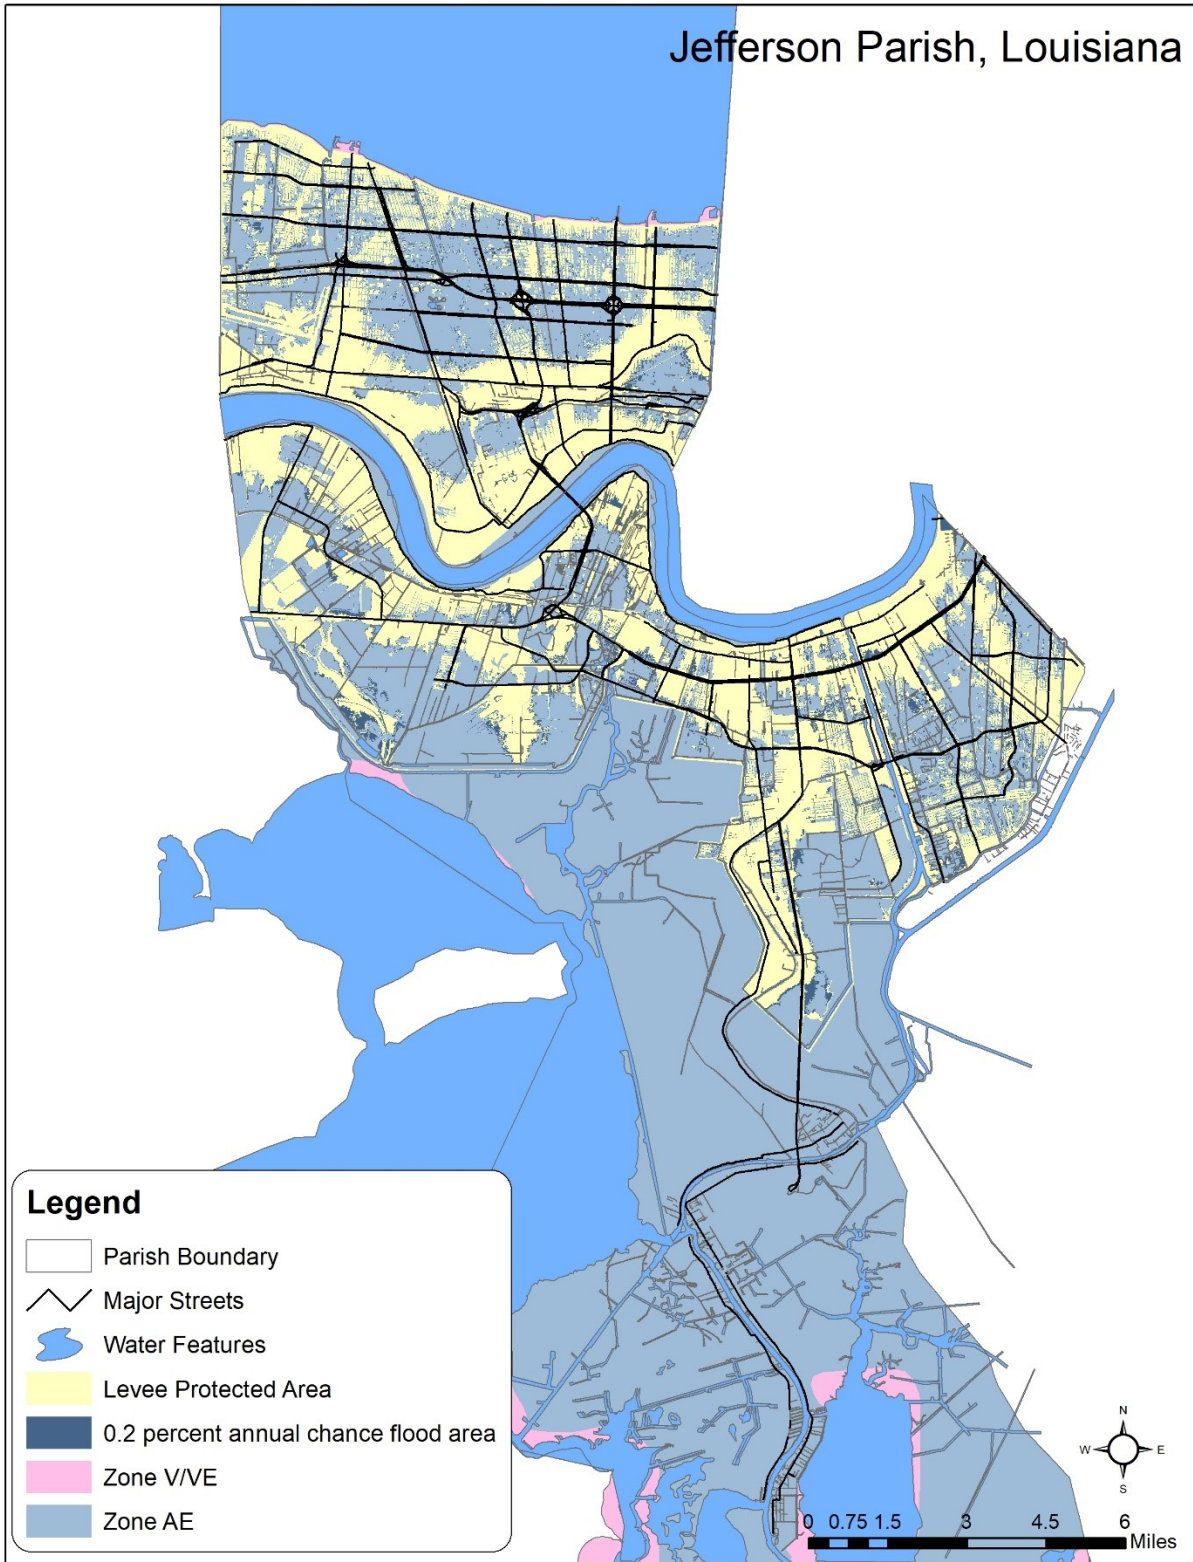 Jefferson Parish, Louisiana
Legend
Parish Boundary
Major Streets
Water Features
Levee Protected Area
0.2 percent annual chance flood area
Zone V/VE
Zone AE
N
W E
S
0 0.75 1.5 3 4.5 6
Miles